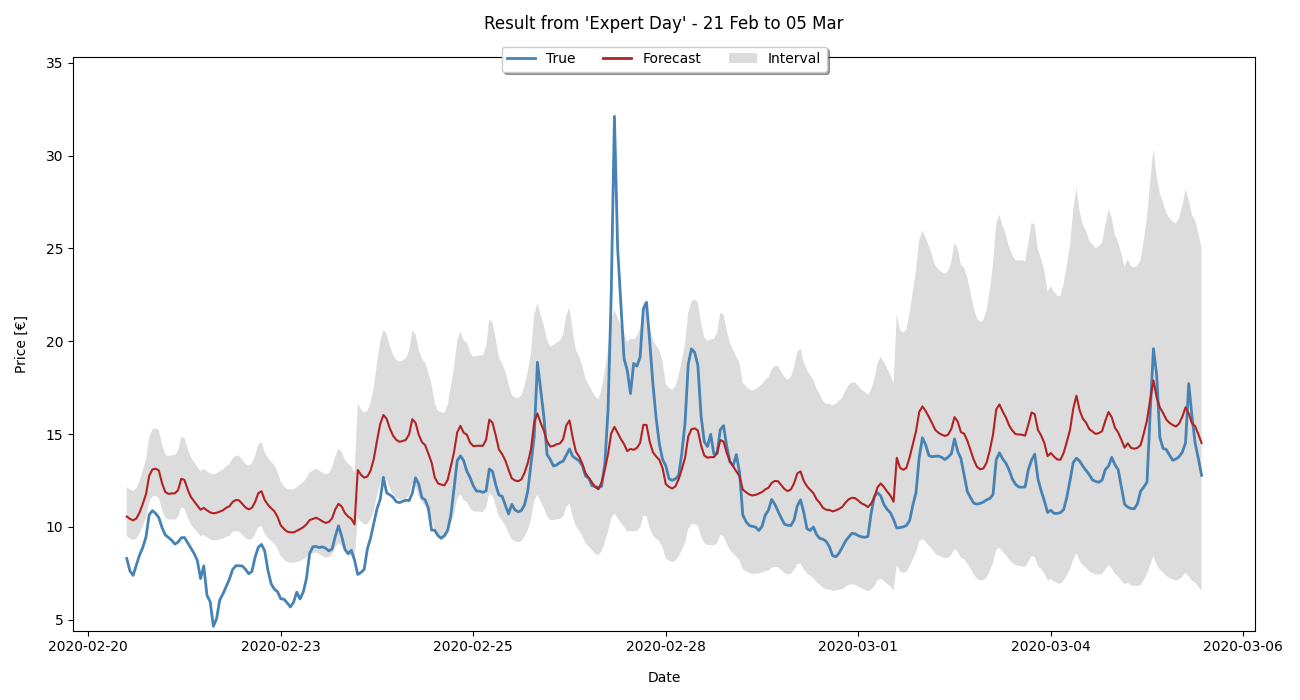 Result from 'Expert Day' - 21 Feb to 05 Mar
True Forecast Interval
35
30
25
20
15
10
5
Price [€]
2020-02-20 2020-02-23 2020-02-25 2020-02-28 2020-03-01 2020-03-04 2020-03-06
Date